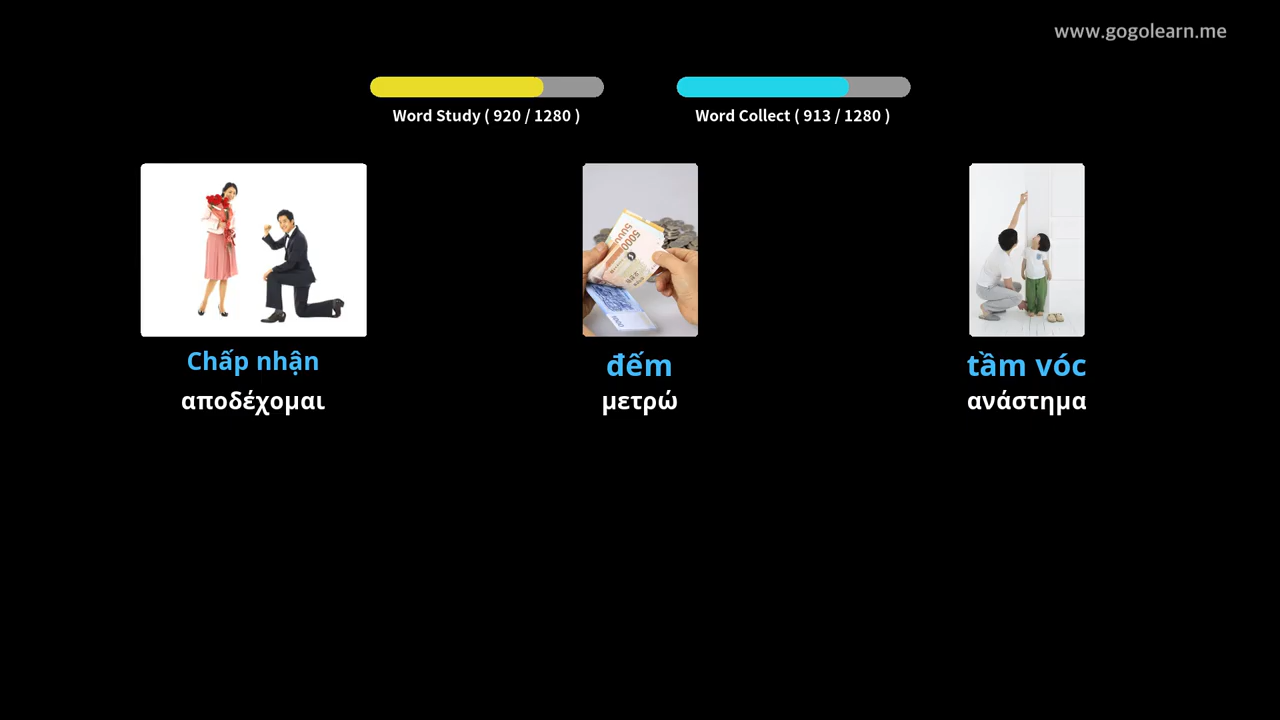 www.gogolearn.me
Word Study ( 920 / 1280 )
Word Collect ( 913 / 1280 )
Chấp nhận
αποδέχομαι
đếm
μετρώ
tầm vóc
ανάστημα